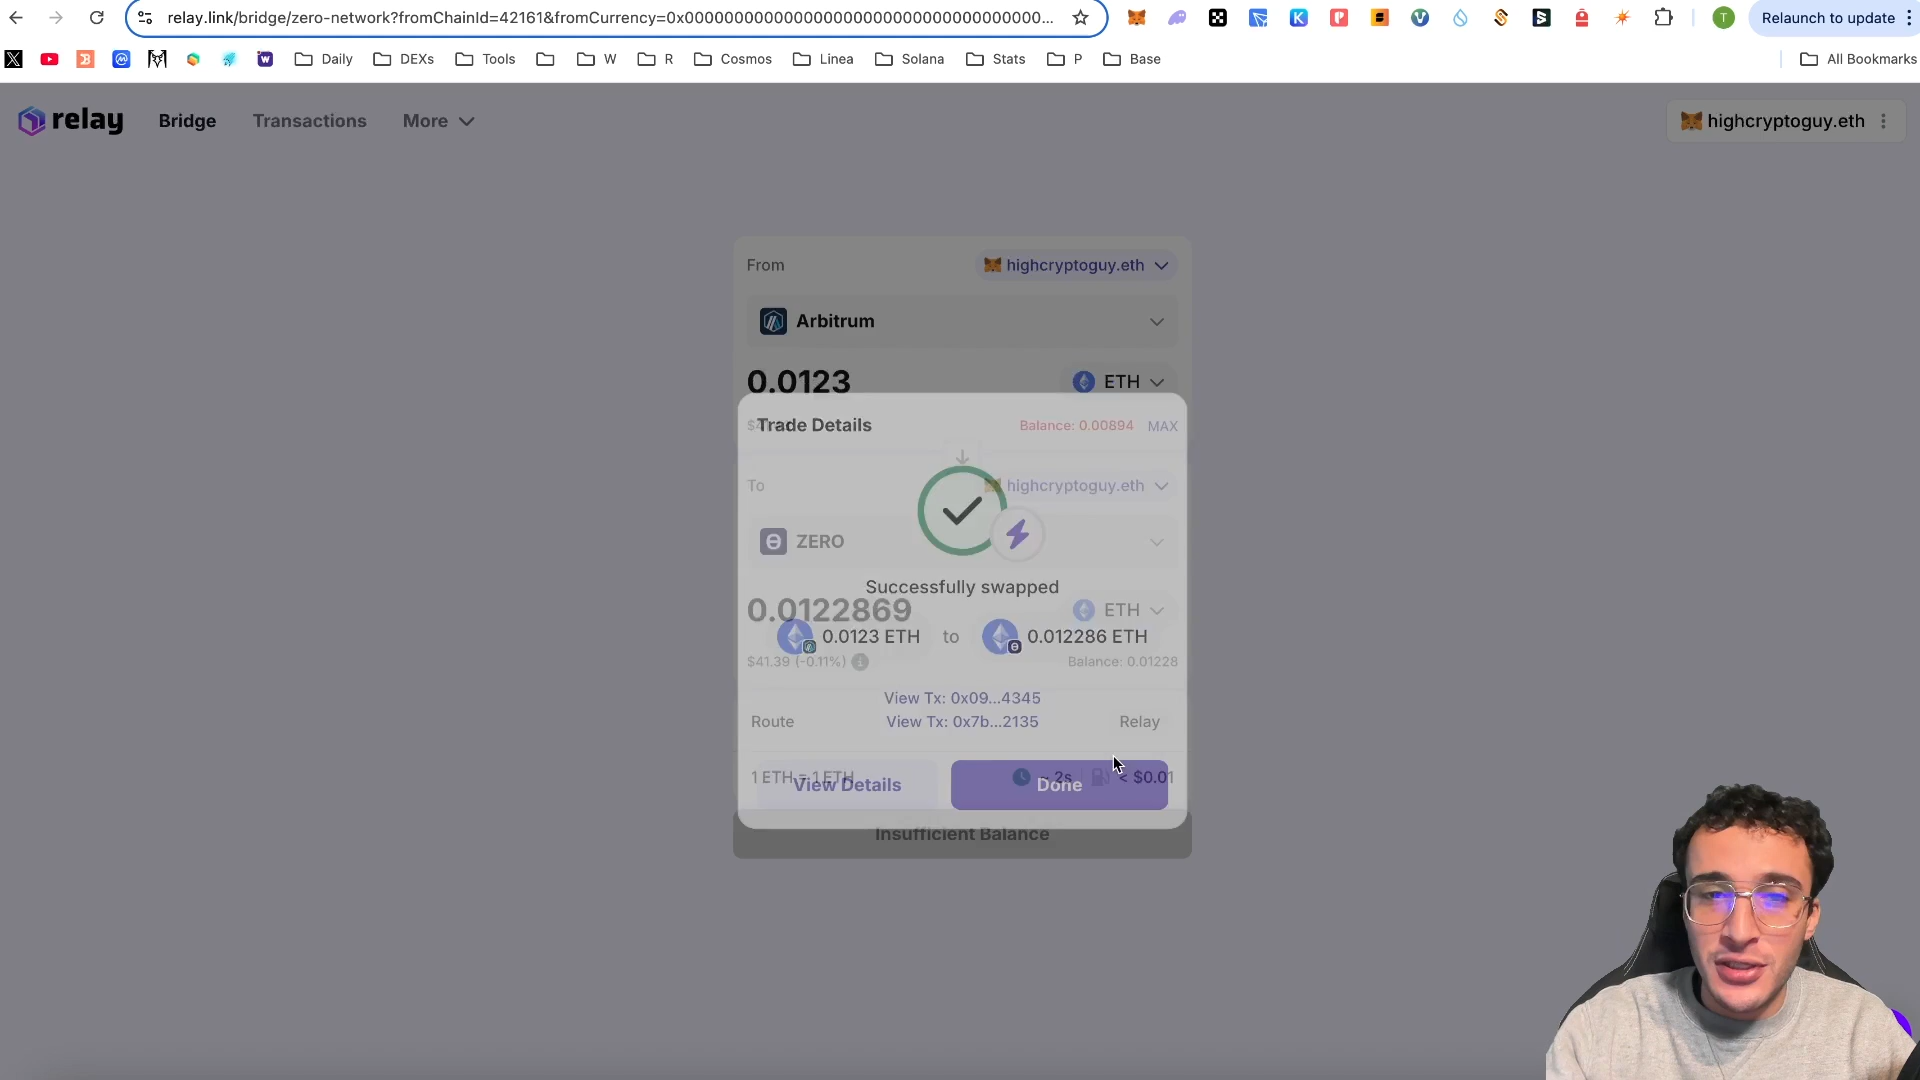 relay.link/bridge/zero-network?fromChainId=42161&fromCurrency=0x00000000000000000000000000000000000...
T
Relaunch to update
Daily
DEXs
Tools
W
R
Cosmos
Linea
Solana
Stats
P
Base
All Bookmarks
relay
Bridge
Transactions
More
highcryptoguy.eth
From
highcryptoguy.eth
Arbitrum
0.0123
ETH
Trade Details
Balance: 0.00894
MAX
To
highcryptoguy.eth
ZERO
Successfully swapped
0.0122869
ETH
0.0123 ETH to 0.012286 ETH
$41.39 (-0.11%)
Balance: 0.01228
View Tx: 0x09...4345
Route
View Tx: 0x7b...2135
Relay
1 ETH = 1 ETH
~ 2s
< $0.01
View Details
Done
Insufficient Balance